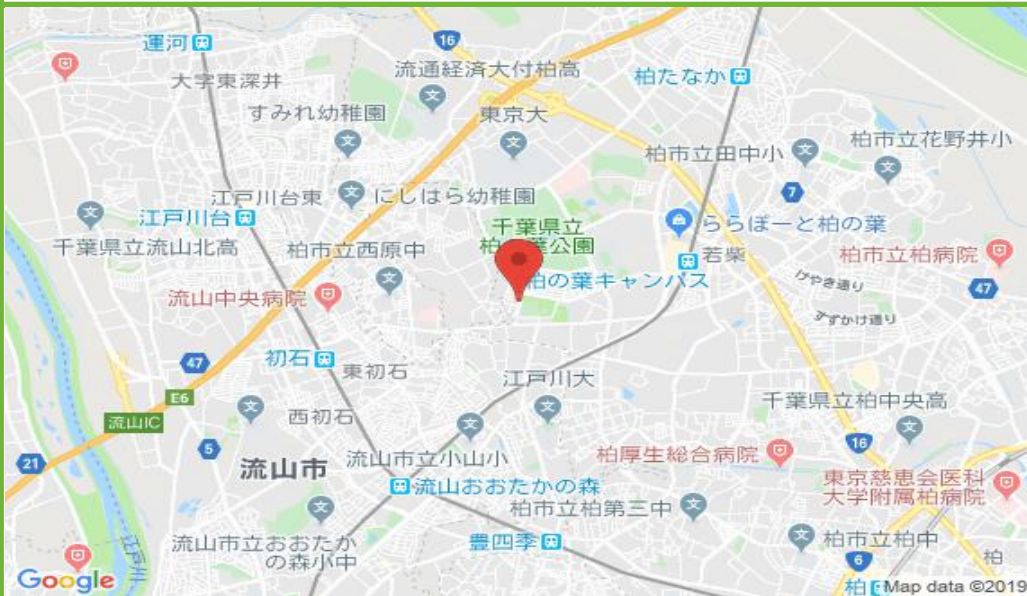 運河
16
大字東深井
流通経済大付柏高
柏たなか
すみれ幼稚園
東京大
柏市立田中小
柏市立花野井小
江戸川台東
にしはら幼稚園
7
江戸川台
千葉県立
柏の葉公園
ららぽーと柏の葉
千葉県立流山北高
柏市立西原中
若柴
柏市立柏病院
柏の葉キャンパス
けやき通り
47
流山中央病院
すずかけ通り
初石
47
東初石
江戸川大
E6
千葉県立柏中央高
流山IC
西初石
5
16
21
流山市
流山市立小山小
柏厚生総合病院
東京慈恵会医科
大学附属柏病院
流山おおたかの森
柏市立柏第三中
流山市立おおたか
の森小中
豊四季
柏市立柏中
江戸川
6
柏
柏
Google
Map data ©2019